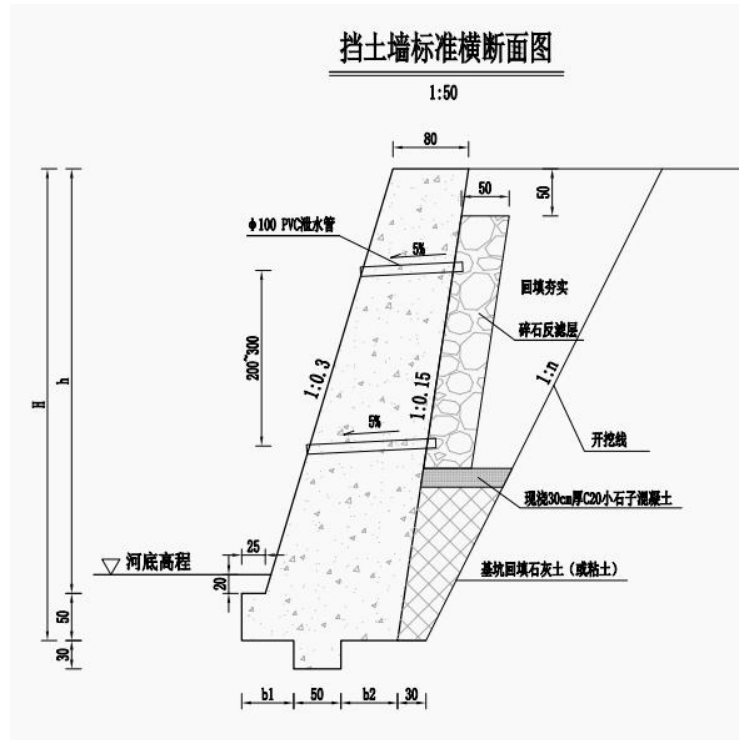 挡土墙标准横断面图
1:50
80
50
50
Φ100 PVC泄水管
5%
回填夯实
碎石反滤层
200~300
1:0.3
1:0.15
1:n
H
h
5%
开挖线
现浇30cm厚C20小石子混凝土
25
河底高程
20
基坑回填石灰土（或粘土）
50
30
b1
50
b2
30